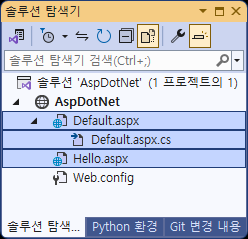 솔루션 탐색기
솔루션 탐색기 검색(Ctrl+;)
솔루션 'AspDotNet' (1 프로젝트의 1)
AspDotNet
Default.aspx
Default.aspx.cs
Hello.aspx
Web.config
솔루션 탐색... Python 환경 Git 변경 내용